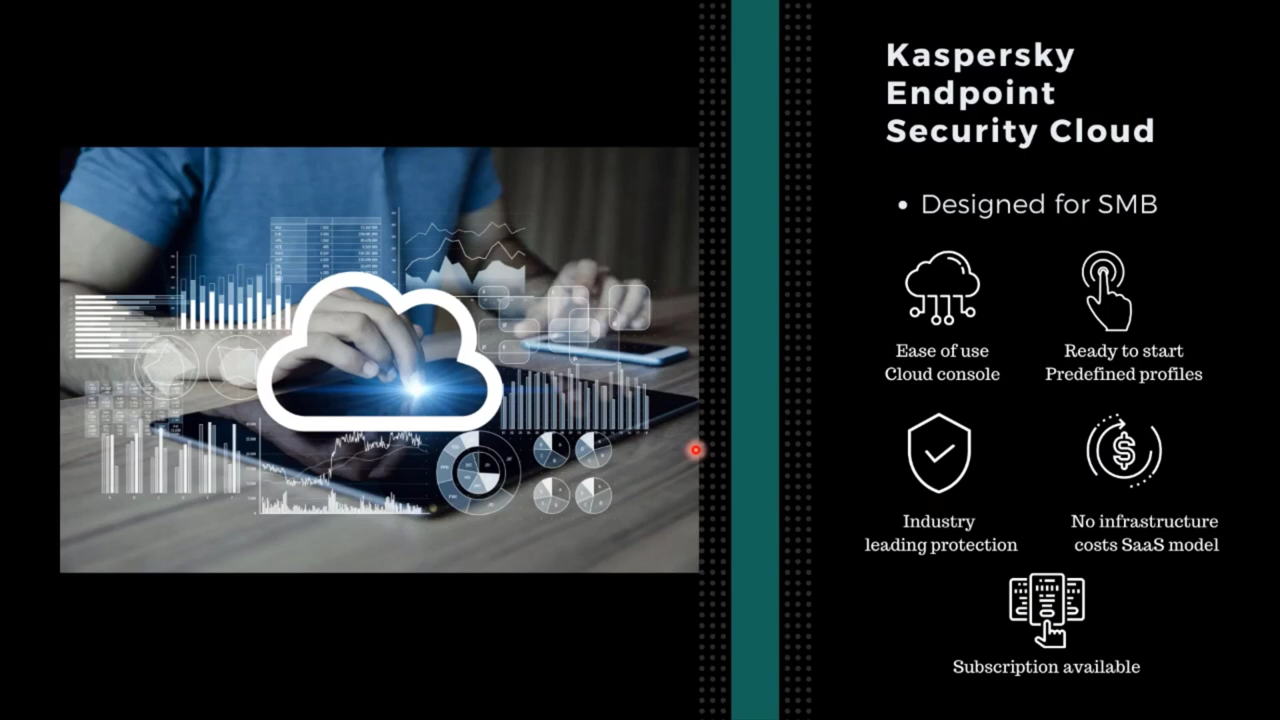 Kaspersky
Endpoint
Security Cloud
• Designed for SMB
Ease of use
Cloud console
Ready to start
Predefined profiles
Industry
leading protection
No infrastructure
costs SaaS model
Subscription available